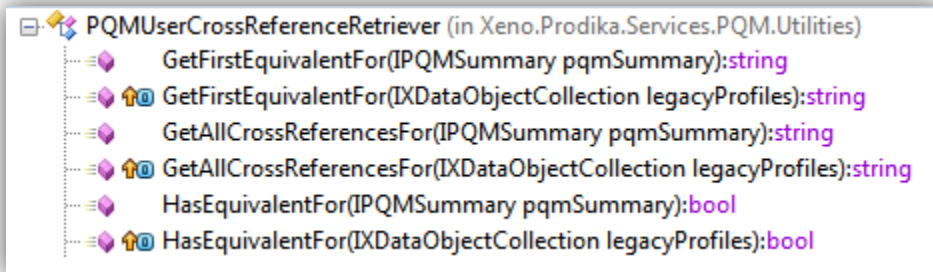 PQMUserCrossReferenceRetriever (in Xeno.Prodika.Services.PQM.Utilities)
GetFirstEquivalentFor(IPQMSummary pqmSummary):string
GetFirstEquivalentFor(IXDataObjectCollection legacyProfiles):string
GetAllCrossReferencesFor(IPQMSummary pqmSummary):string
GetAllCrossReferencesFor(IXDataObjectCollection legacyProfiles):string
HasEquivalentFor(IPQMSummary pqmSummary):bool
HasEquivalentFor(IXDataObjectCollection legacyProfiles):bool